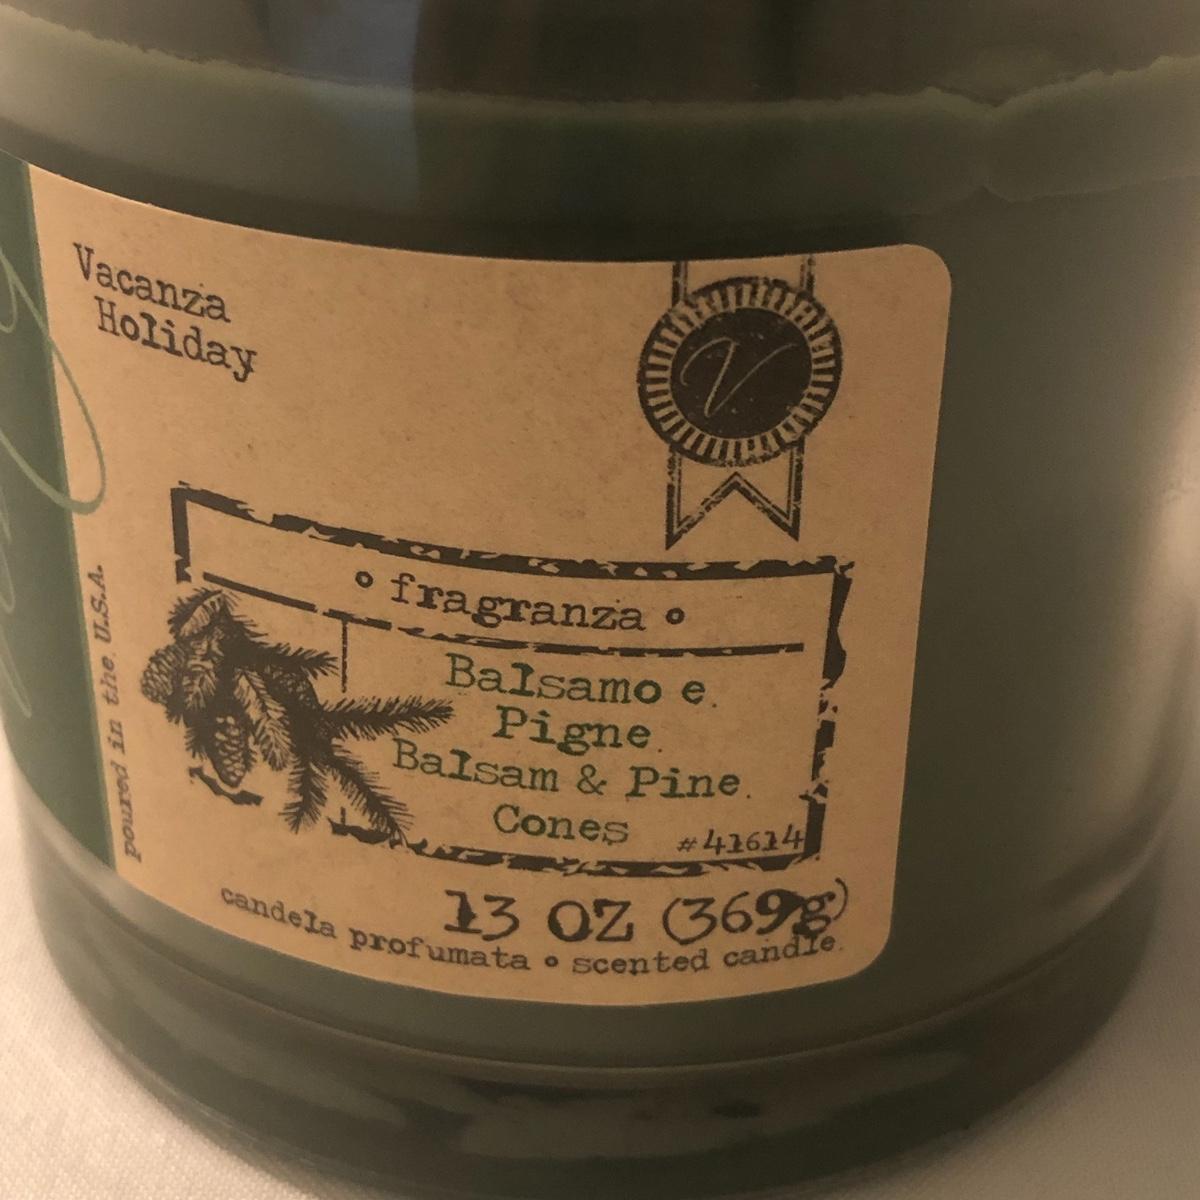 Vacanza
Holiday
V
° fragranza °
Balsamo e
Pigne
Balsam & Pine
Cones
#41614
poured in the U.S.A.
13 OZ (369g)
candela profumata ° scented candle